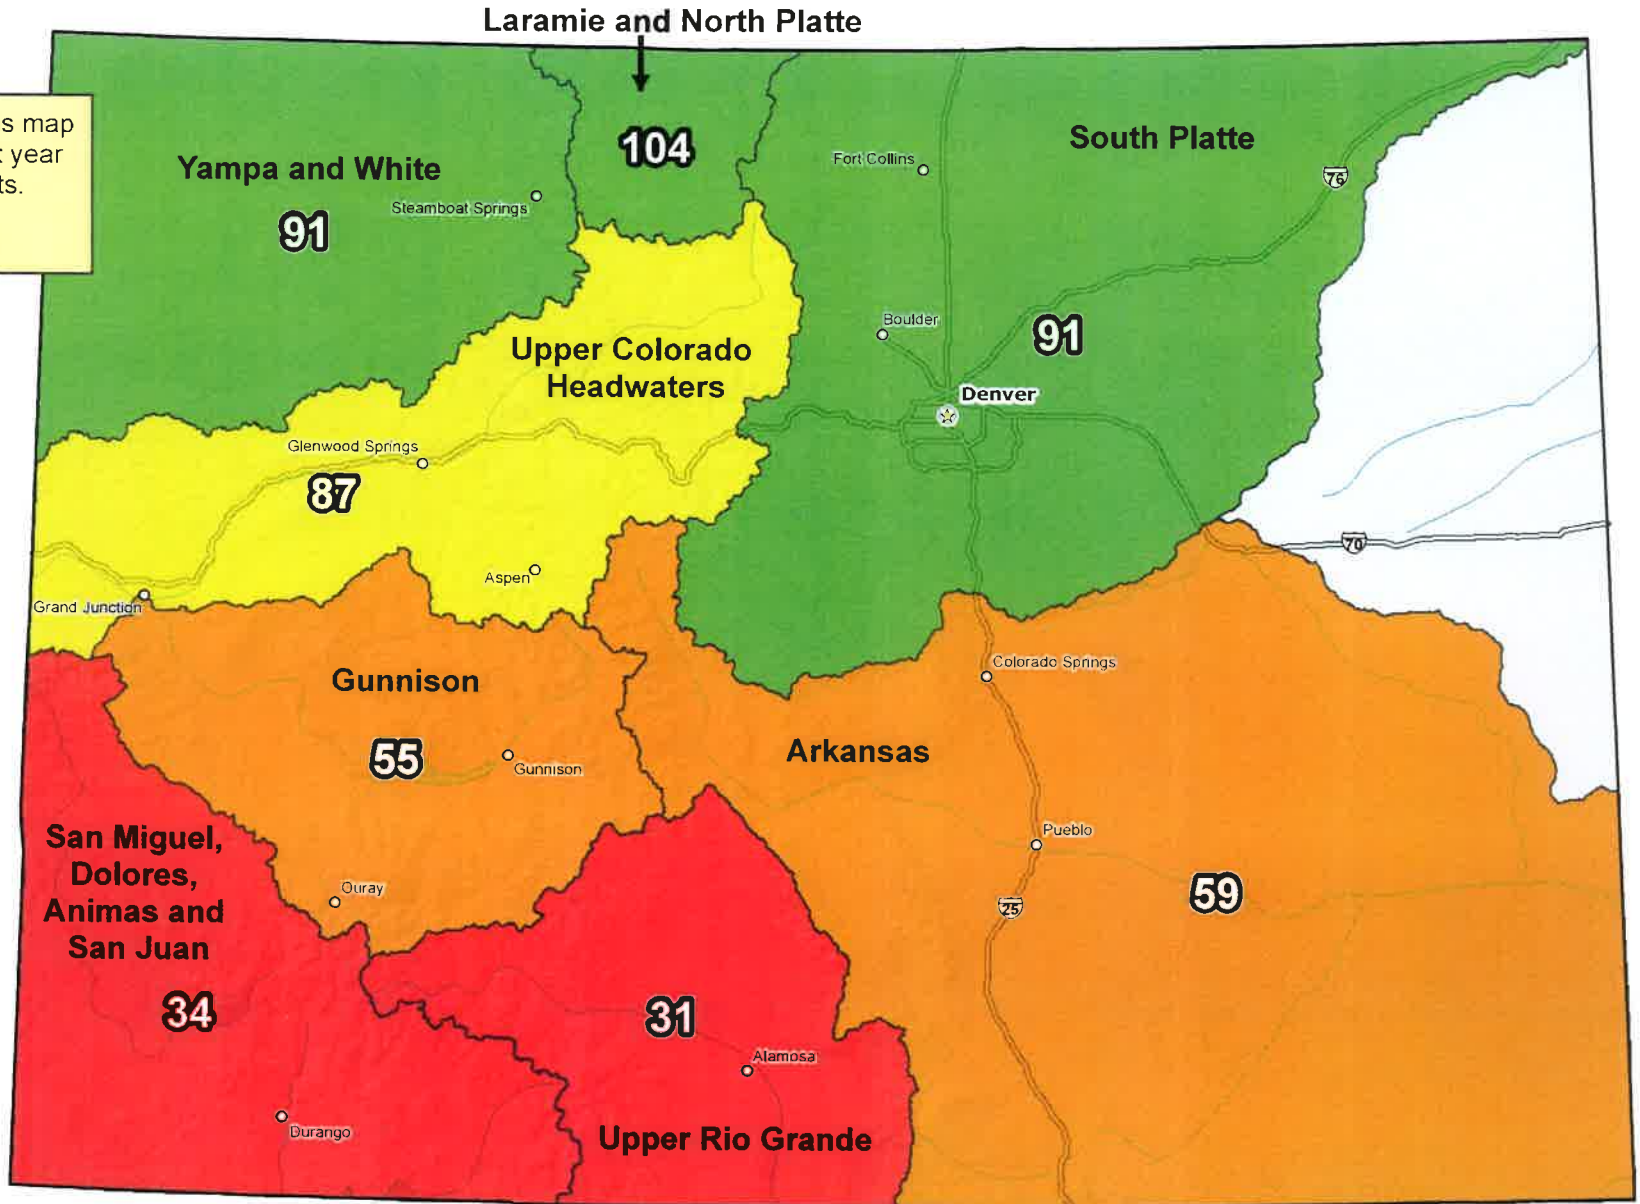 Laramie and North Platte
s map
year
ts.
Yampa and White
91
Steamboat Springs
104
South Platte
Fort Collins
76
Boulder
91
Denver
Upper Colorado
Headwaters
Glenwood Springs
87
Aspen
Grand Junction
70
Gunnison
55
Gunnison
Colorado Springs
Arkansas
Pueblo
59
25
San Miguel,
Dolores,
Animas and
San Juan
34
Ouray
31
Alamosa
Durango
Upper Rio Grande